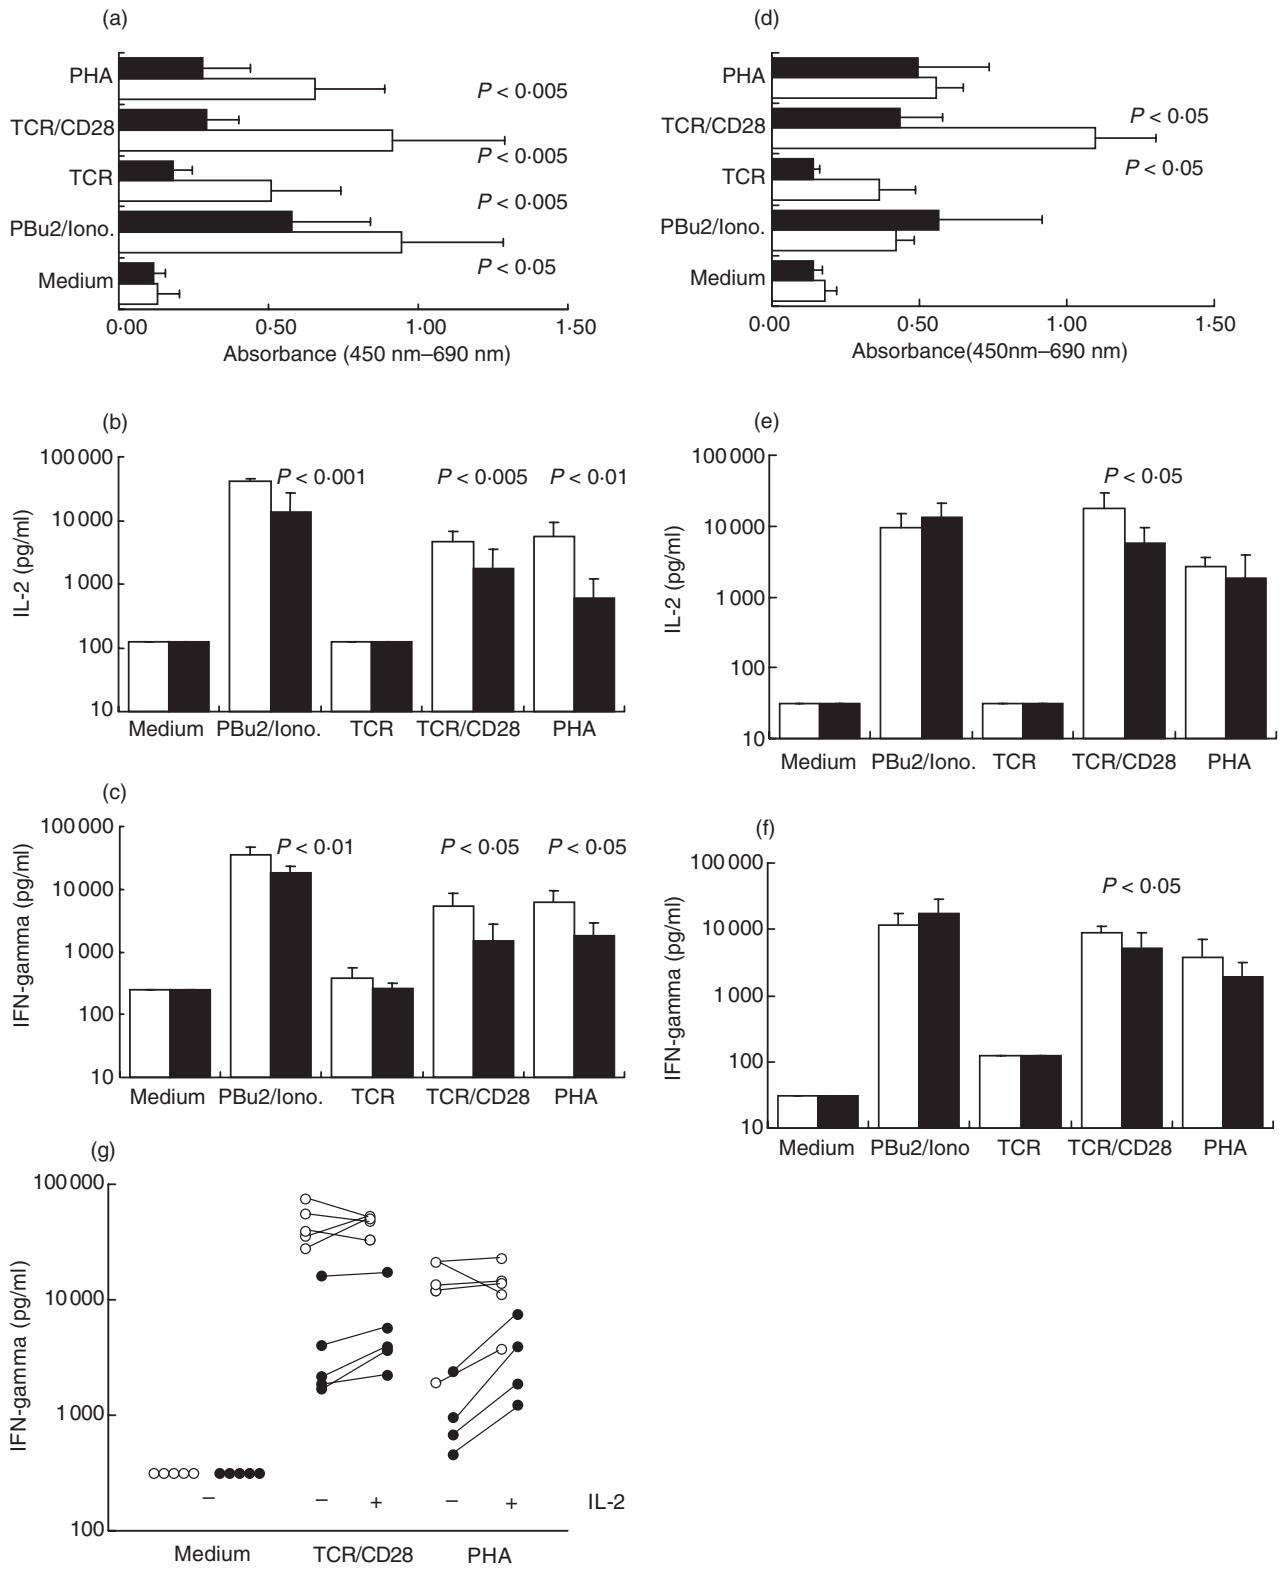 (a)
PHA
P < 0·005
TCR/CD28
P < 0·005
TCR
P < 0·005
PBu2/Iono.
P < 0·05
Medium
0·00 0·50 1·00 1·50
Absorbance (450 nm–690 nm)
(d)
PHA
P < 0·05
TCR/CD28
P < 0·05
TCR
PBu2/Iono.
Medium
0·00 0·50 1·00 1·50
Absorbance(450nm–690 nm)
(b)
IL-2 (pg/ml)
100 000
10 000
1 000
100
10
P < 0·001 P < 0·005 P < 0·01
Medium PBu2/Iono. TCR TCR/CD28 PHA
(e)
IL-2 (pg/ml)
100 000
10 000
1 000
100
10
P < 0·05
Medium PBu2/Iono. TCR TCR/CD28 PHA
(c)
IFN-gamma (pg/ml)
100 000
10 000
1000
100
10
P < 0·01 P < 0·05 P < 0·05
Medium PBu2/Iono. TCR TCR/CD28 PHA
(f)
IFN-gamma (pg/ml)
100 000
10 000
1 000
100
10
P < 0·05
Medium PBu2/Iono TCR TCR/CD28 PHA
(g)
IFN-gamma (pg/ml)
100 000
10 000
1 000
100
– – + – + IL-2
Medium TCR/CD28 PHA